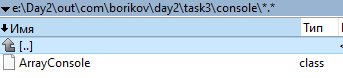 e:\Day2\out\com\borikov\day2\task3\console\*.*
Имя Тип
[..]
ArrayConsole class